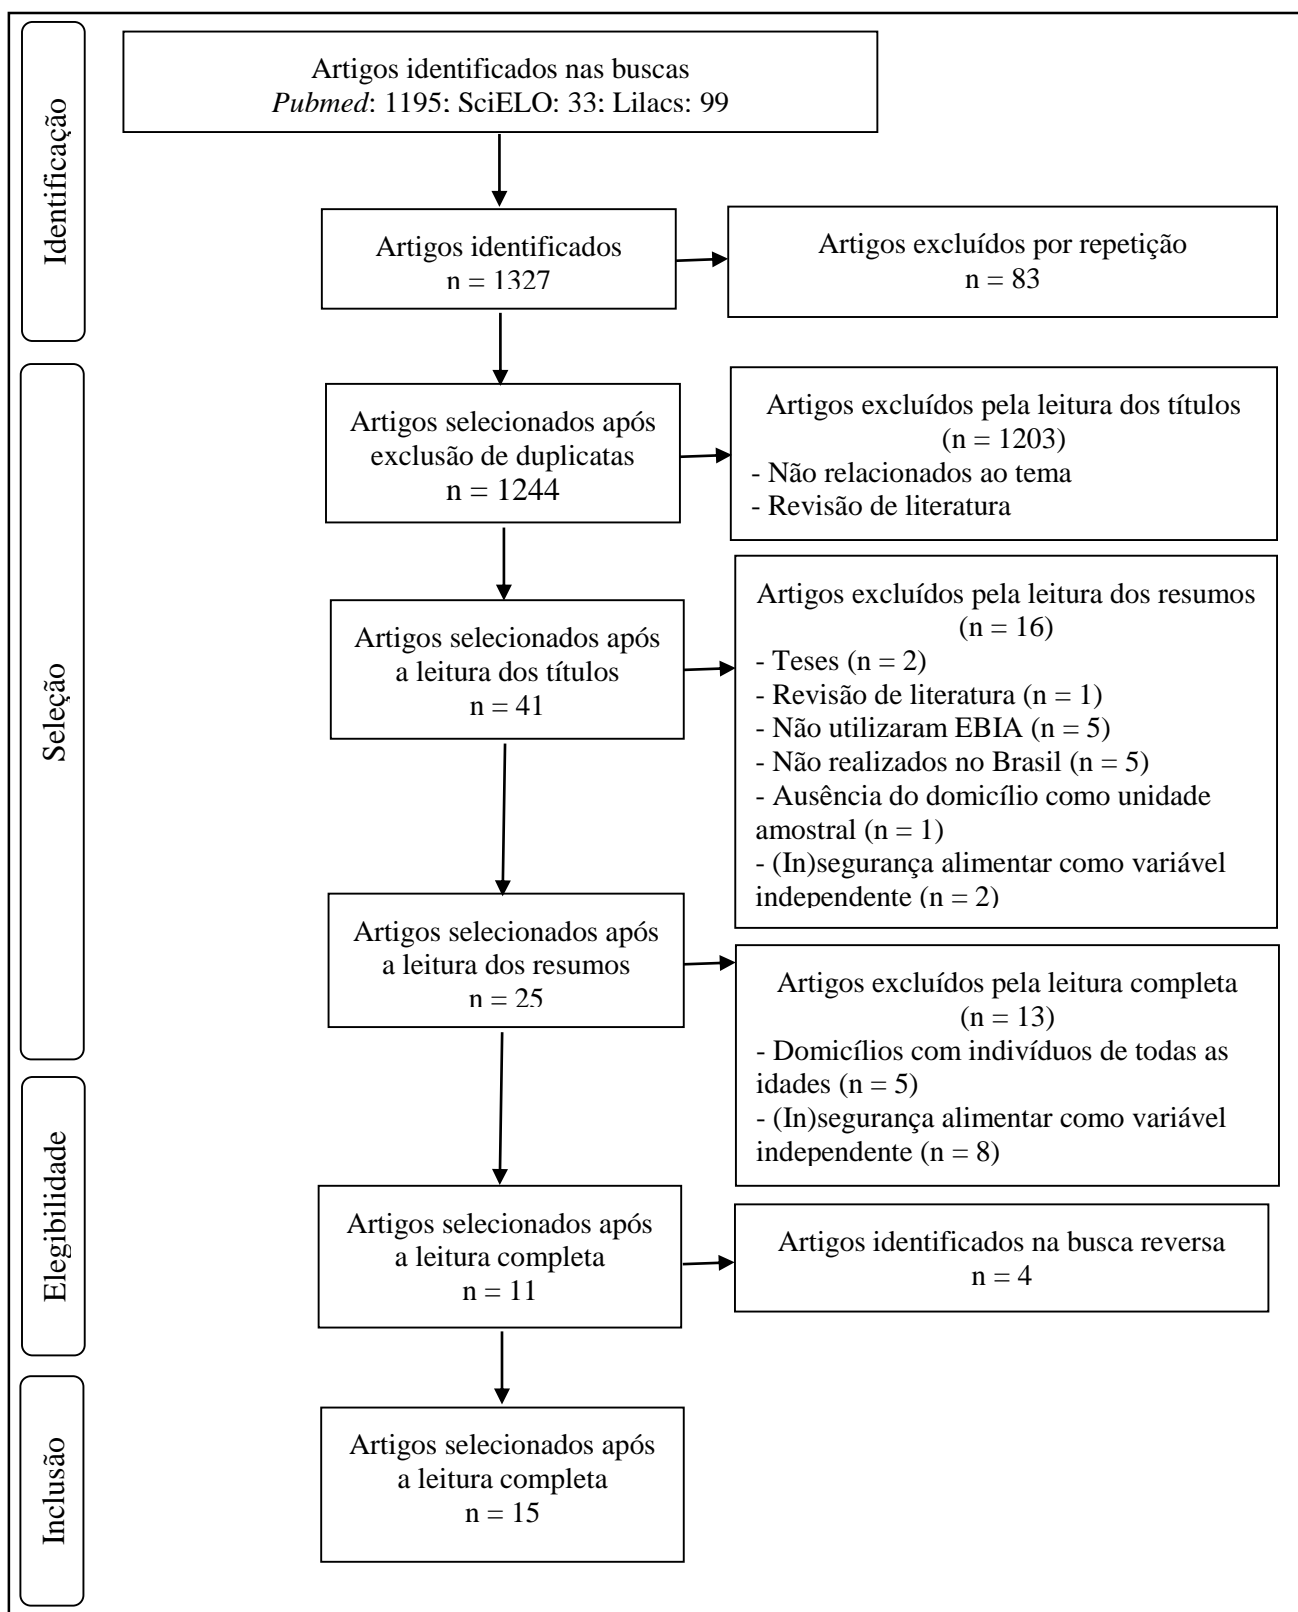 Identificação
Artigos identificados nas buscas
Pubmed: 1195; SciELO: 33; Lilacs: 99
Artigos identificados
n = 1327
Artigos excluídos por repetição
n = 83
Seleção
Artigos selecionados após
exclusão de duplicatas
n = 1244
Artigos excluídos pela leitura dos títulos
(n = 1203)
- Não relacionados ao tema
- Revisão de literatura
Artigos selecionados após
a leitura dos títulos
n = 41
Artigos excluídos pela leitura dos resumos
(n = 16)
- Teses (n = 2)
- Revisão de literatura (n = 1)
- Não utilizaram EBIA (n = 5)
- Não realizados no Brasil (n = 5)
- Ausência do domicílio como unidade
amostral (n = 1)
- (In)segurança alimentar como variável
independente (n = 2)
Artigos selecionados após
a leitura dos resumos
n = 25
Artigos excluídos pela leitura completa
(n = 13)
- Domicílios com indivíduos de todas as
idades (n = 5)
- (In)segurança alimentar como variável
independente (n = 8)
Elegibilidade
Artigos selecionados após
a leitura completa
n = 11
Artigos identificados na busca reversa
n = 4
Inclusão
Artigos selecionados após
a leitura completa
n = 15